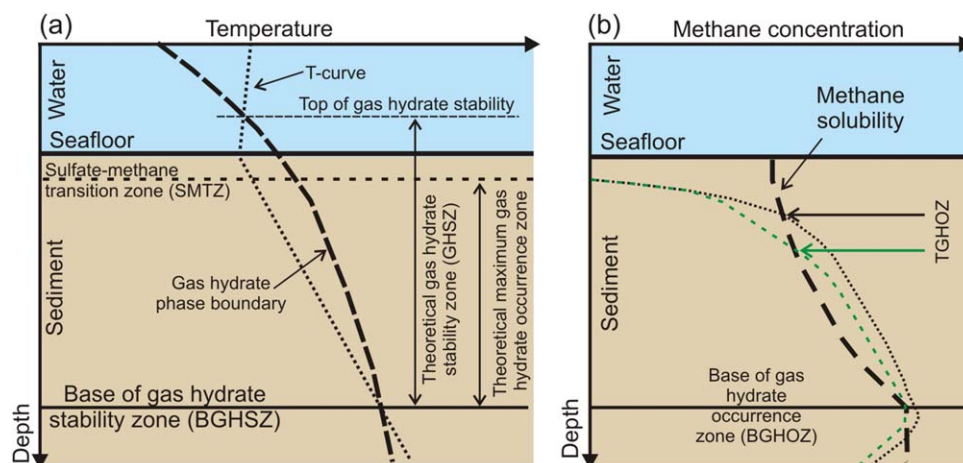 (a)
Temperature
Water
T-curve
Top of gas hydrate stability
Seafloor
Sulfate-methane
transition zone (SMTZ)
Sediment
Gas hydrate
phase boundary
Theoretical gas hydrate
stability zone (GHSZ)
Theoretical maximum gas
hydrate occurrence zone
Base of gas hydrate
stability zone (BGHSZ)
Depth
(b)
Methane concentration
Water
Methane
solubility
Seafloor
TGHOZ
Sediment
Base of gas
hydrate
occurrence
zone (BGHOZ)
Depth